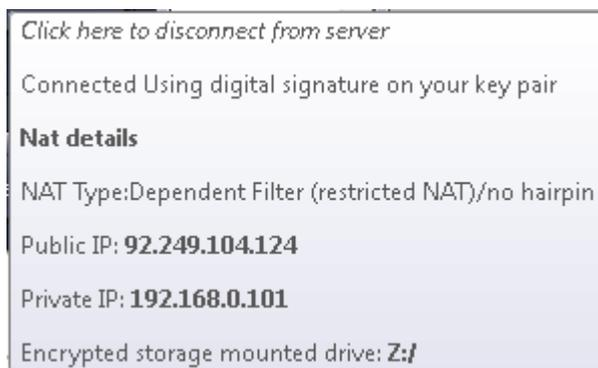 Click here to disconnect from server
Connected Using digital signature on your key pair
Nat details
NAT Type:Dependent Filter (restricted NAT)/no hairpin
Public IP: 92.249.104.124
Private IP: 192.168.0.101
Encrypted storage mounted drive: Z:/